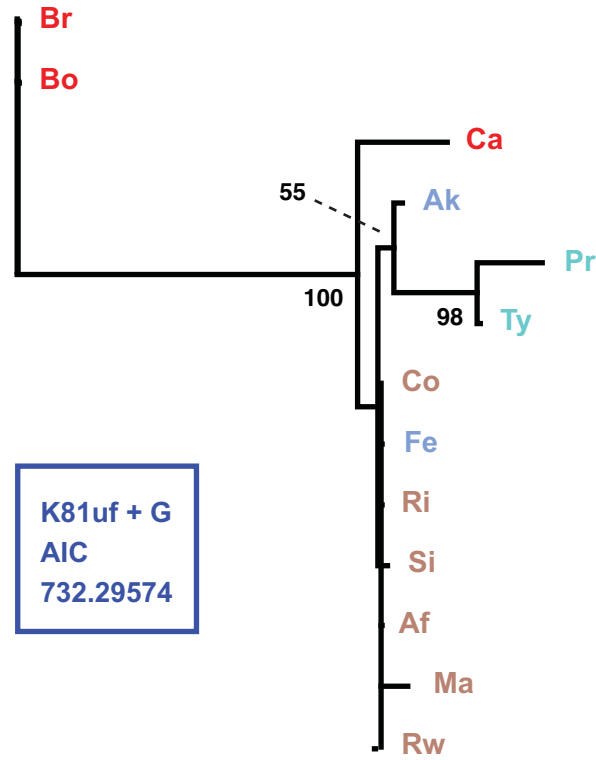 Br
Bo
Ca
55
Ak
Pr
100
98
Ty
Co
Fe
K81uf + G
AIC
732.29574
Ri
Si
Af
Ma
Rw